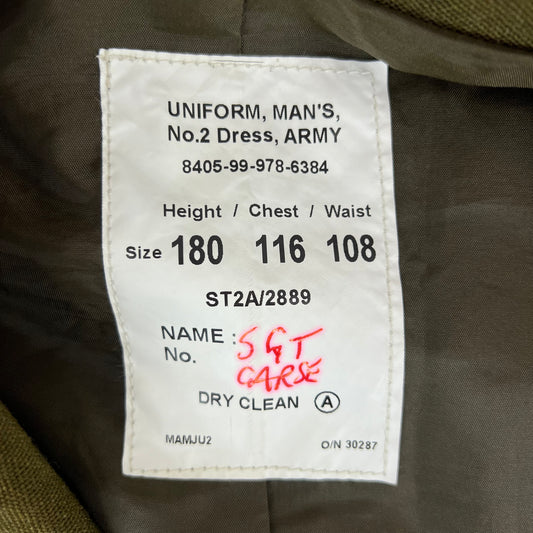 UNIFORM, MAN'S,
No.2 Dress, ARMY
8405-99-978-6384
Height / Chest / Waist
Size 180 116 108
ST2A/2889
NAME : SGT
No. CARSE
DRY CLEAN A
MAMJU2 O/N 30287